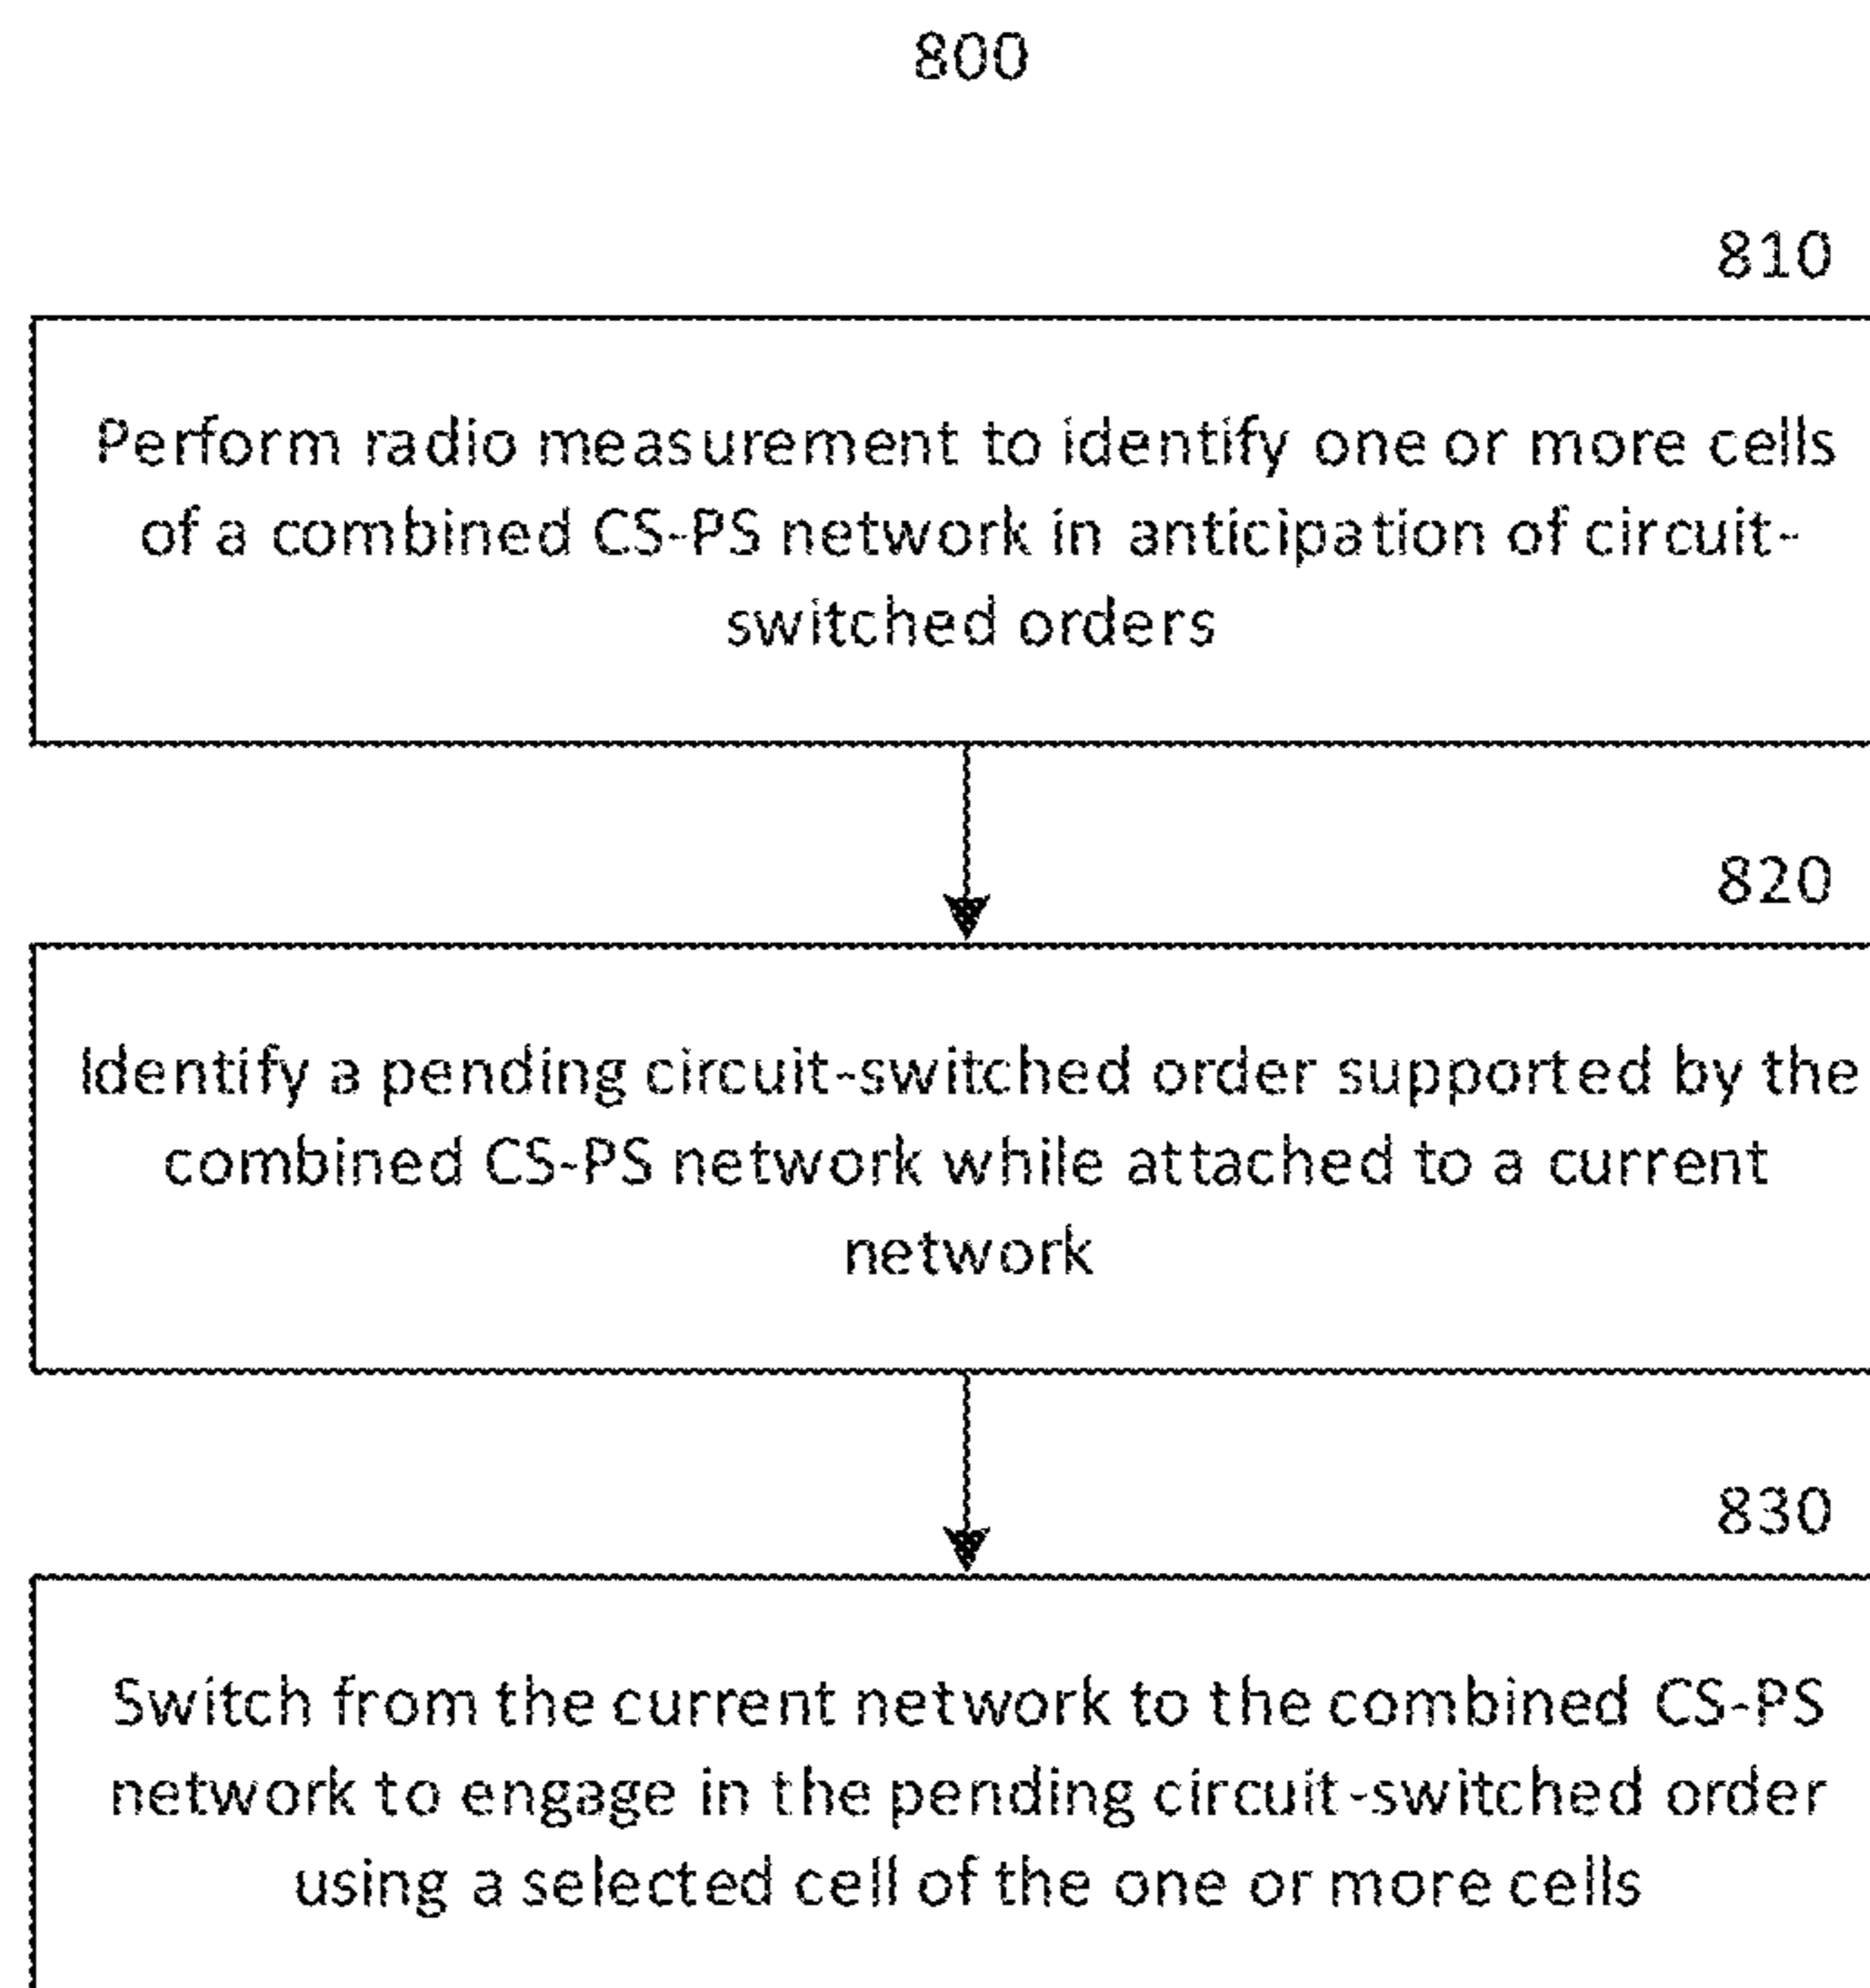 800
810
Perform radio measurement to identify one or more cells
of a combined CS-PS network in anticipation of circuit-
switched orders
820
Identify a pending circuit-switched order supported by the
combined CS-PS network while attached to a current
network
830
Switch from the current network to the combined CS-PS
network to engage in the pending circuit-switched order
using a selected cell of the one or more cells